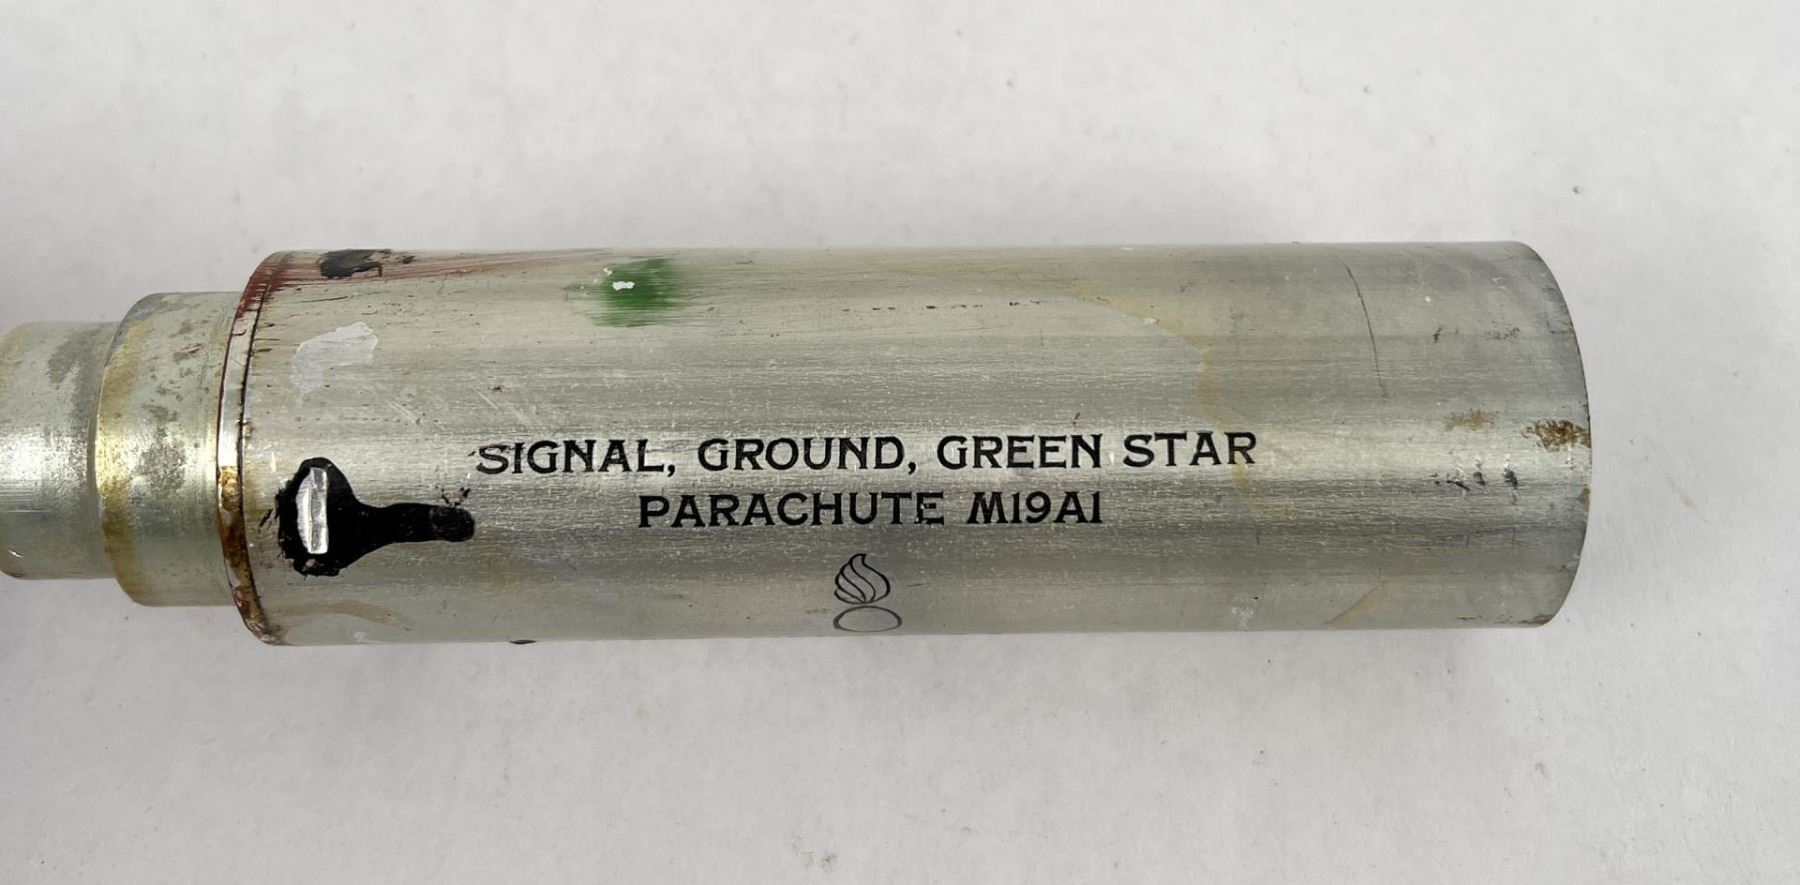 SIGNAL, GROUND, GREEN STAR
PARACHUTE M19A1